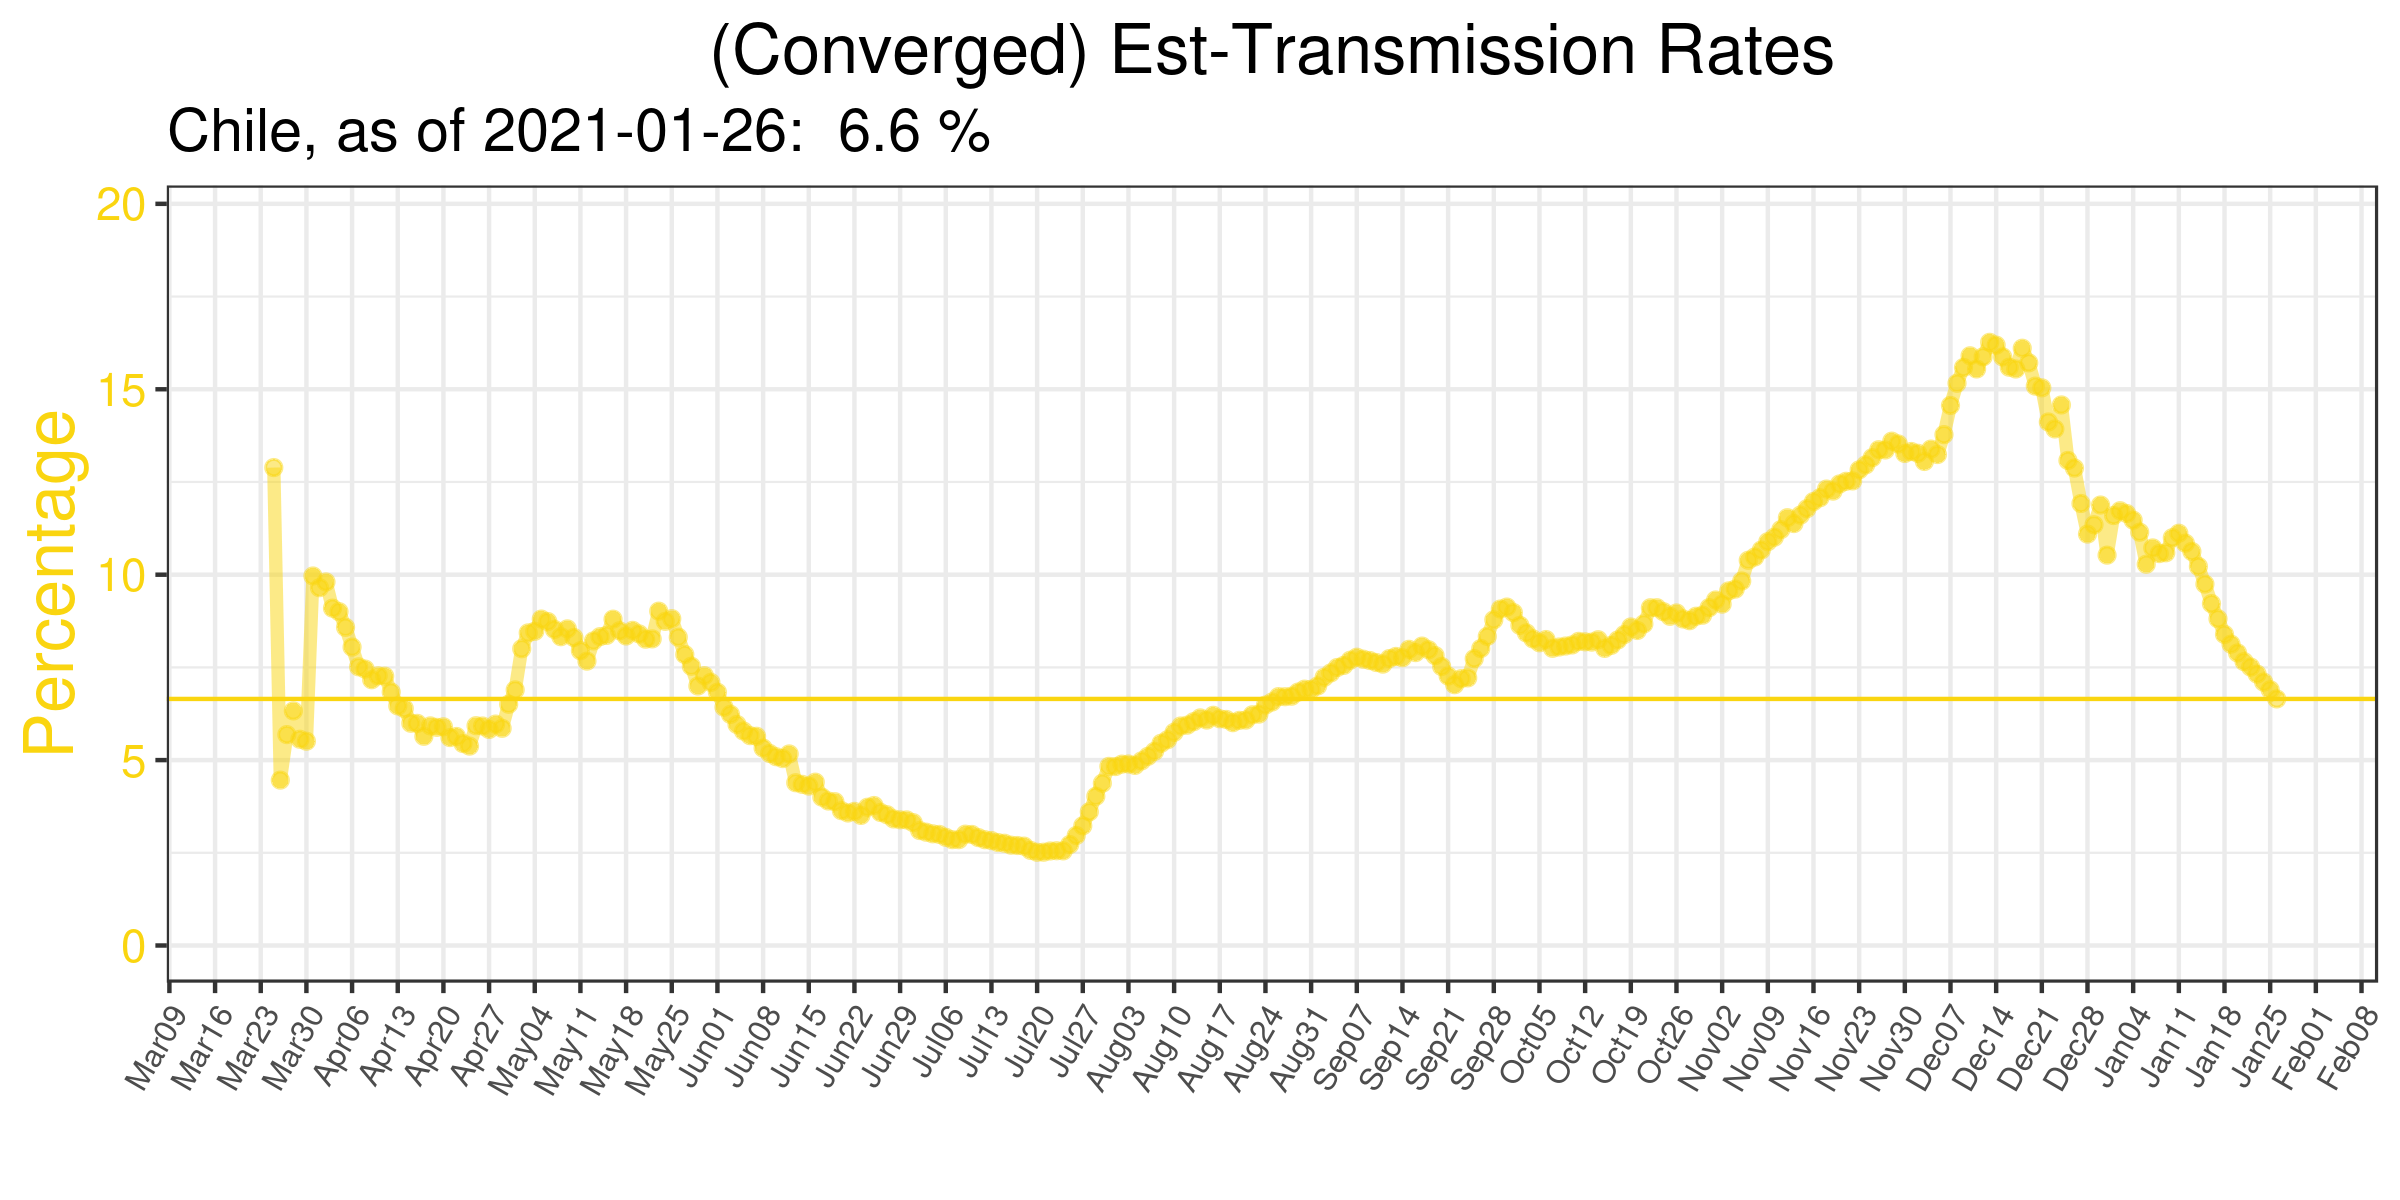 (Converged) Est-Transmission Rates
Chile, as of 2021-01-26:  6.6 %
Percentage
20
15
10
5
0
Mar09
Mar16
Mar23
Mar30
Apr06
Apr13
Apr20
Apr27
May04
May11
May18
May25
Jun01
Jun08
Jun15
Jun22
Jun29
Jul06
Jul13
Jul20
Jul27
Aug03
Aug10
Aug17
Aug24
Aug31
Sep07
Sep14
Sep21
Sep28
Oct05
Oct12
Oct19
Oct26
Nov02
Nov09
Nov16
Nov23
Nov30
Dec07
Dec14
Dec21
Dec28
Jan04
Jan11
Jan18
Jan25
Feb01
Feb08